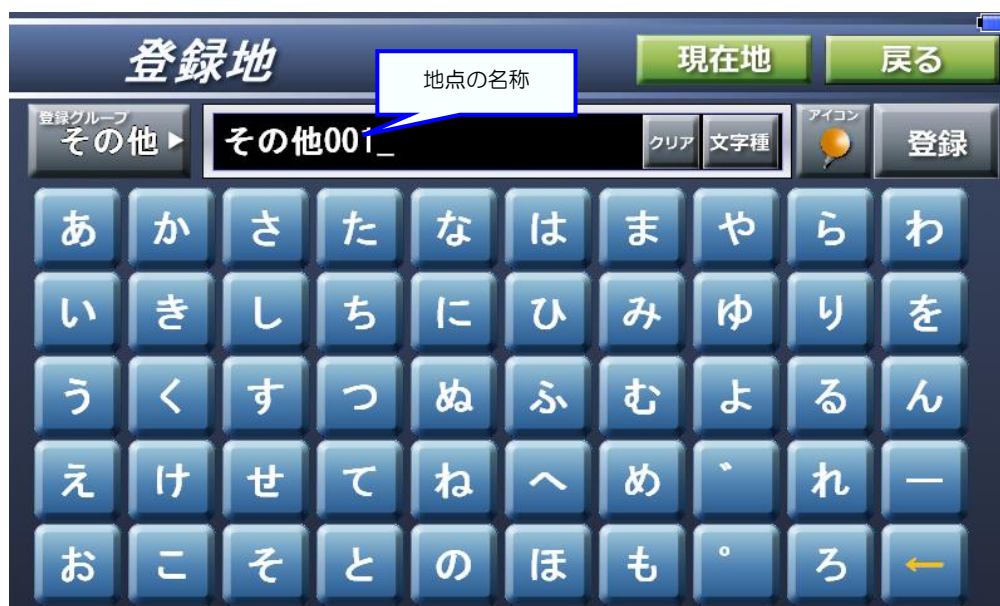 登録地
現在地
戻る
地点の名称
登録グループ
その他▶
その他001_
クリア
文字種
アイコン
登録
あ か さ た な は ま や ら わ
い き し ち に ひ み ゆ り を
う く す つ ぬ ふ む よ る ん
え け せ て ね へ め ゛ れ ー
お こ そ と の ほ も ゜ ろ ←